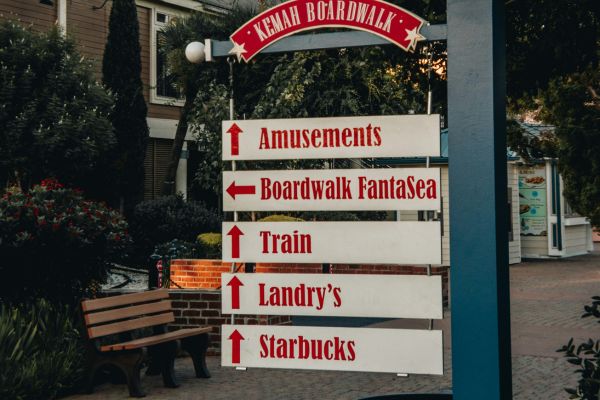 KEMAH BOARDWALK
Amusements
Boardwalk FantaSea
Train
Landry's
Starbucks